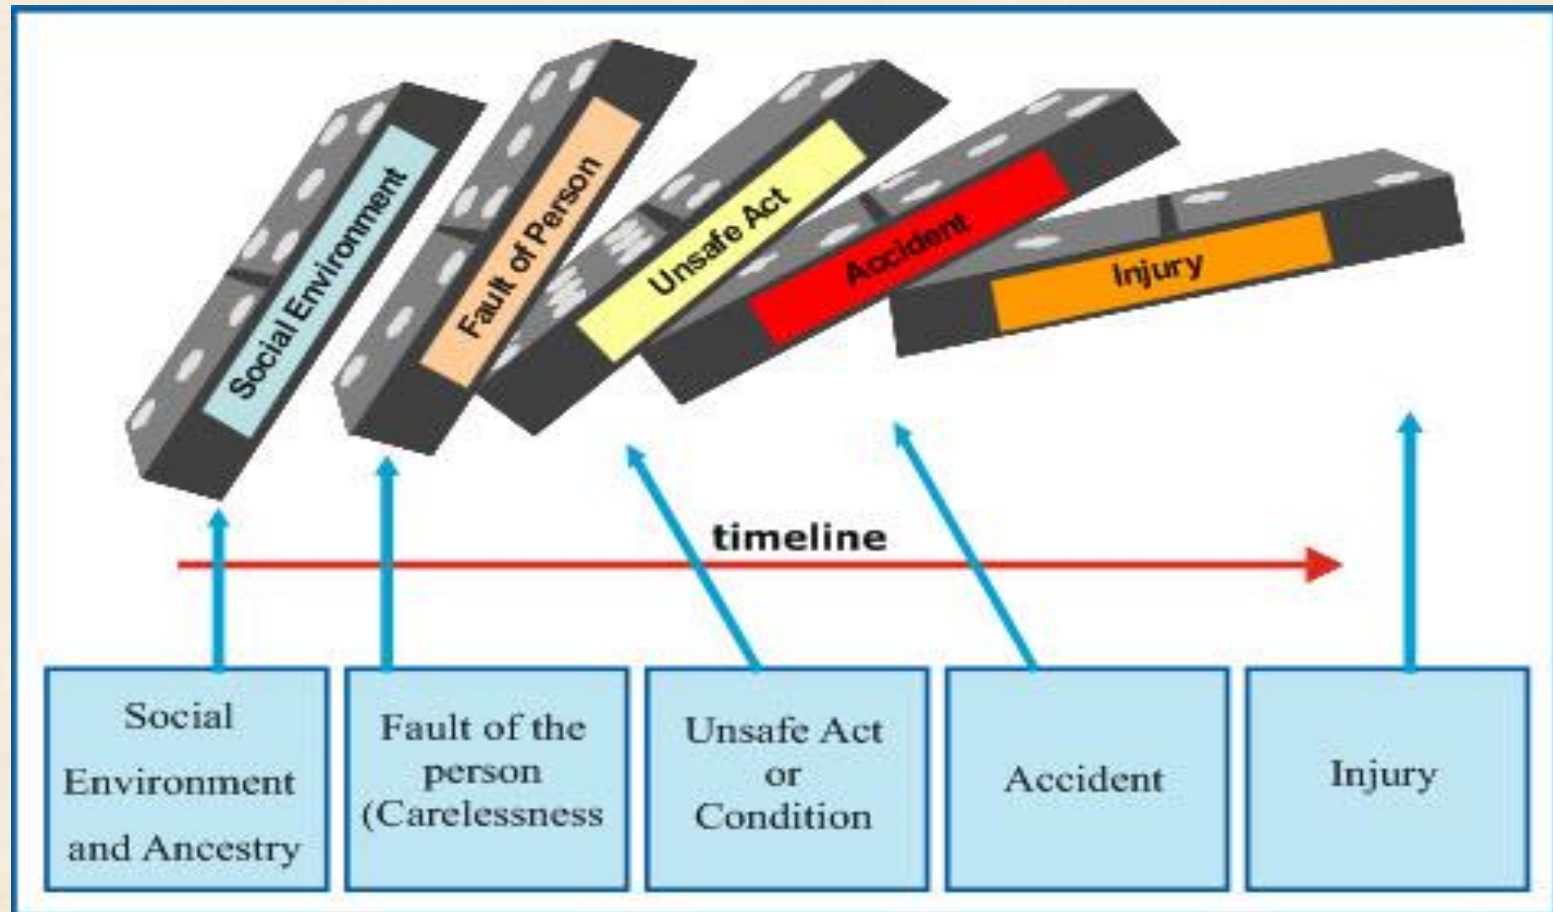 Social Environment
Fault of Person
Unsafe Act
Accident
Injury
timeline
Social
Environment
and Ancestry
Fault of the
person
(Carelessness
Unsafe Act
or
Condition
Accident
Injury